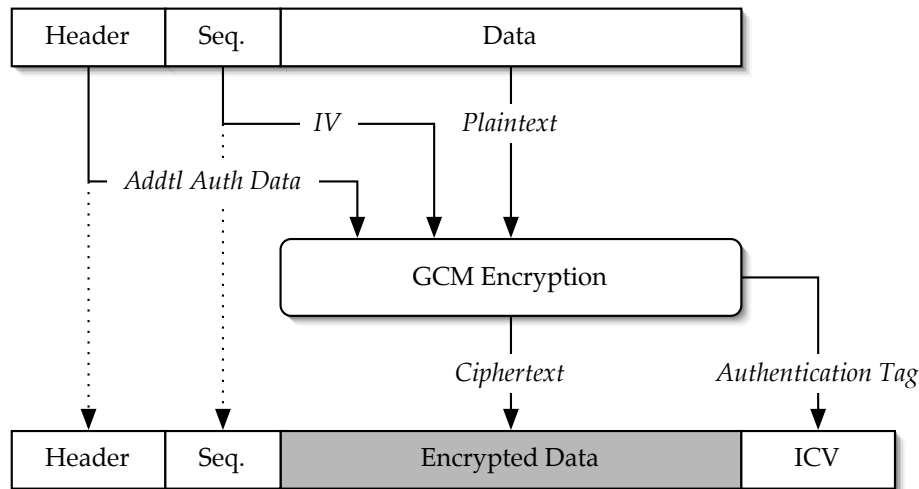 Header Seq. Data
IV Plaintext
Addtl Auth Data
GCM Encryption
Ciphertext Authentication Tag
Header Seq. Encrypted Data ICV